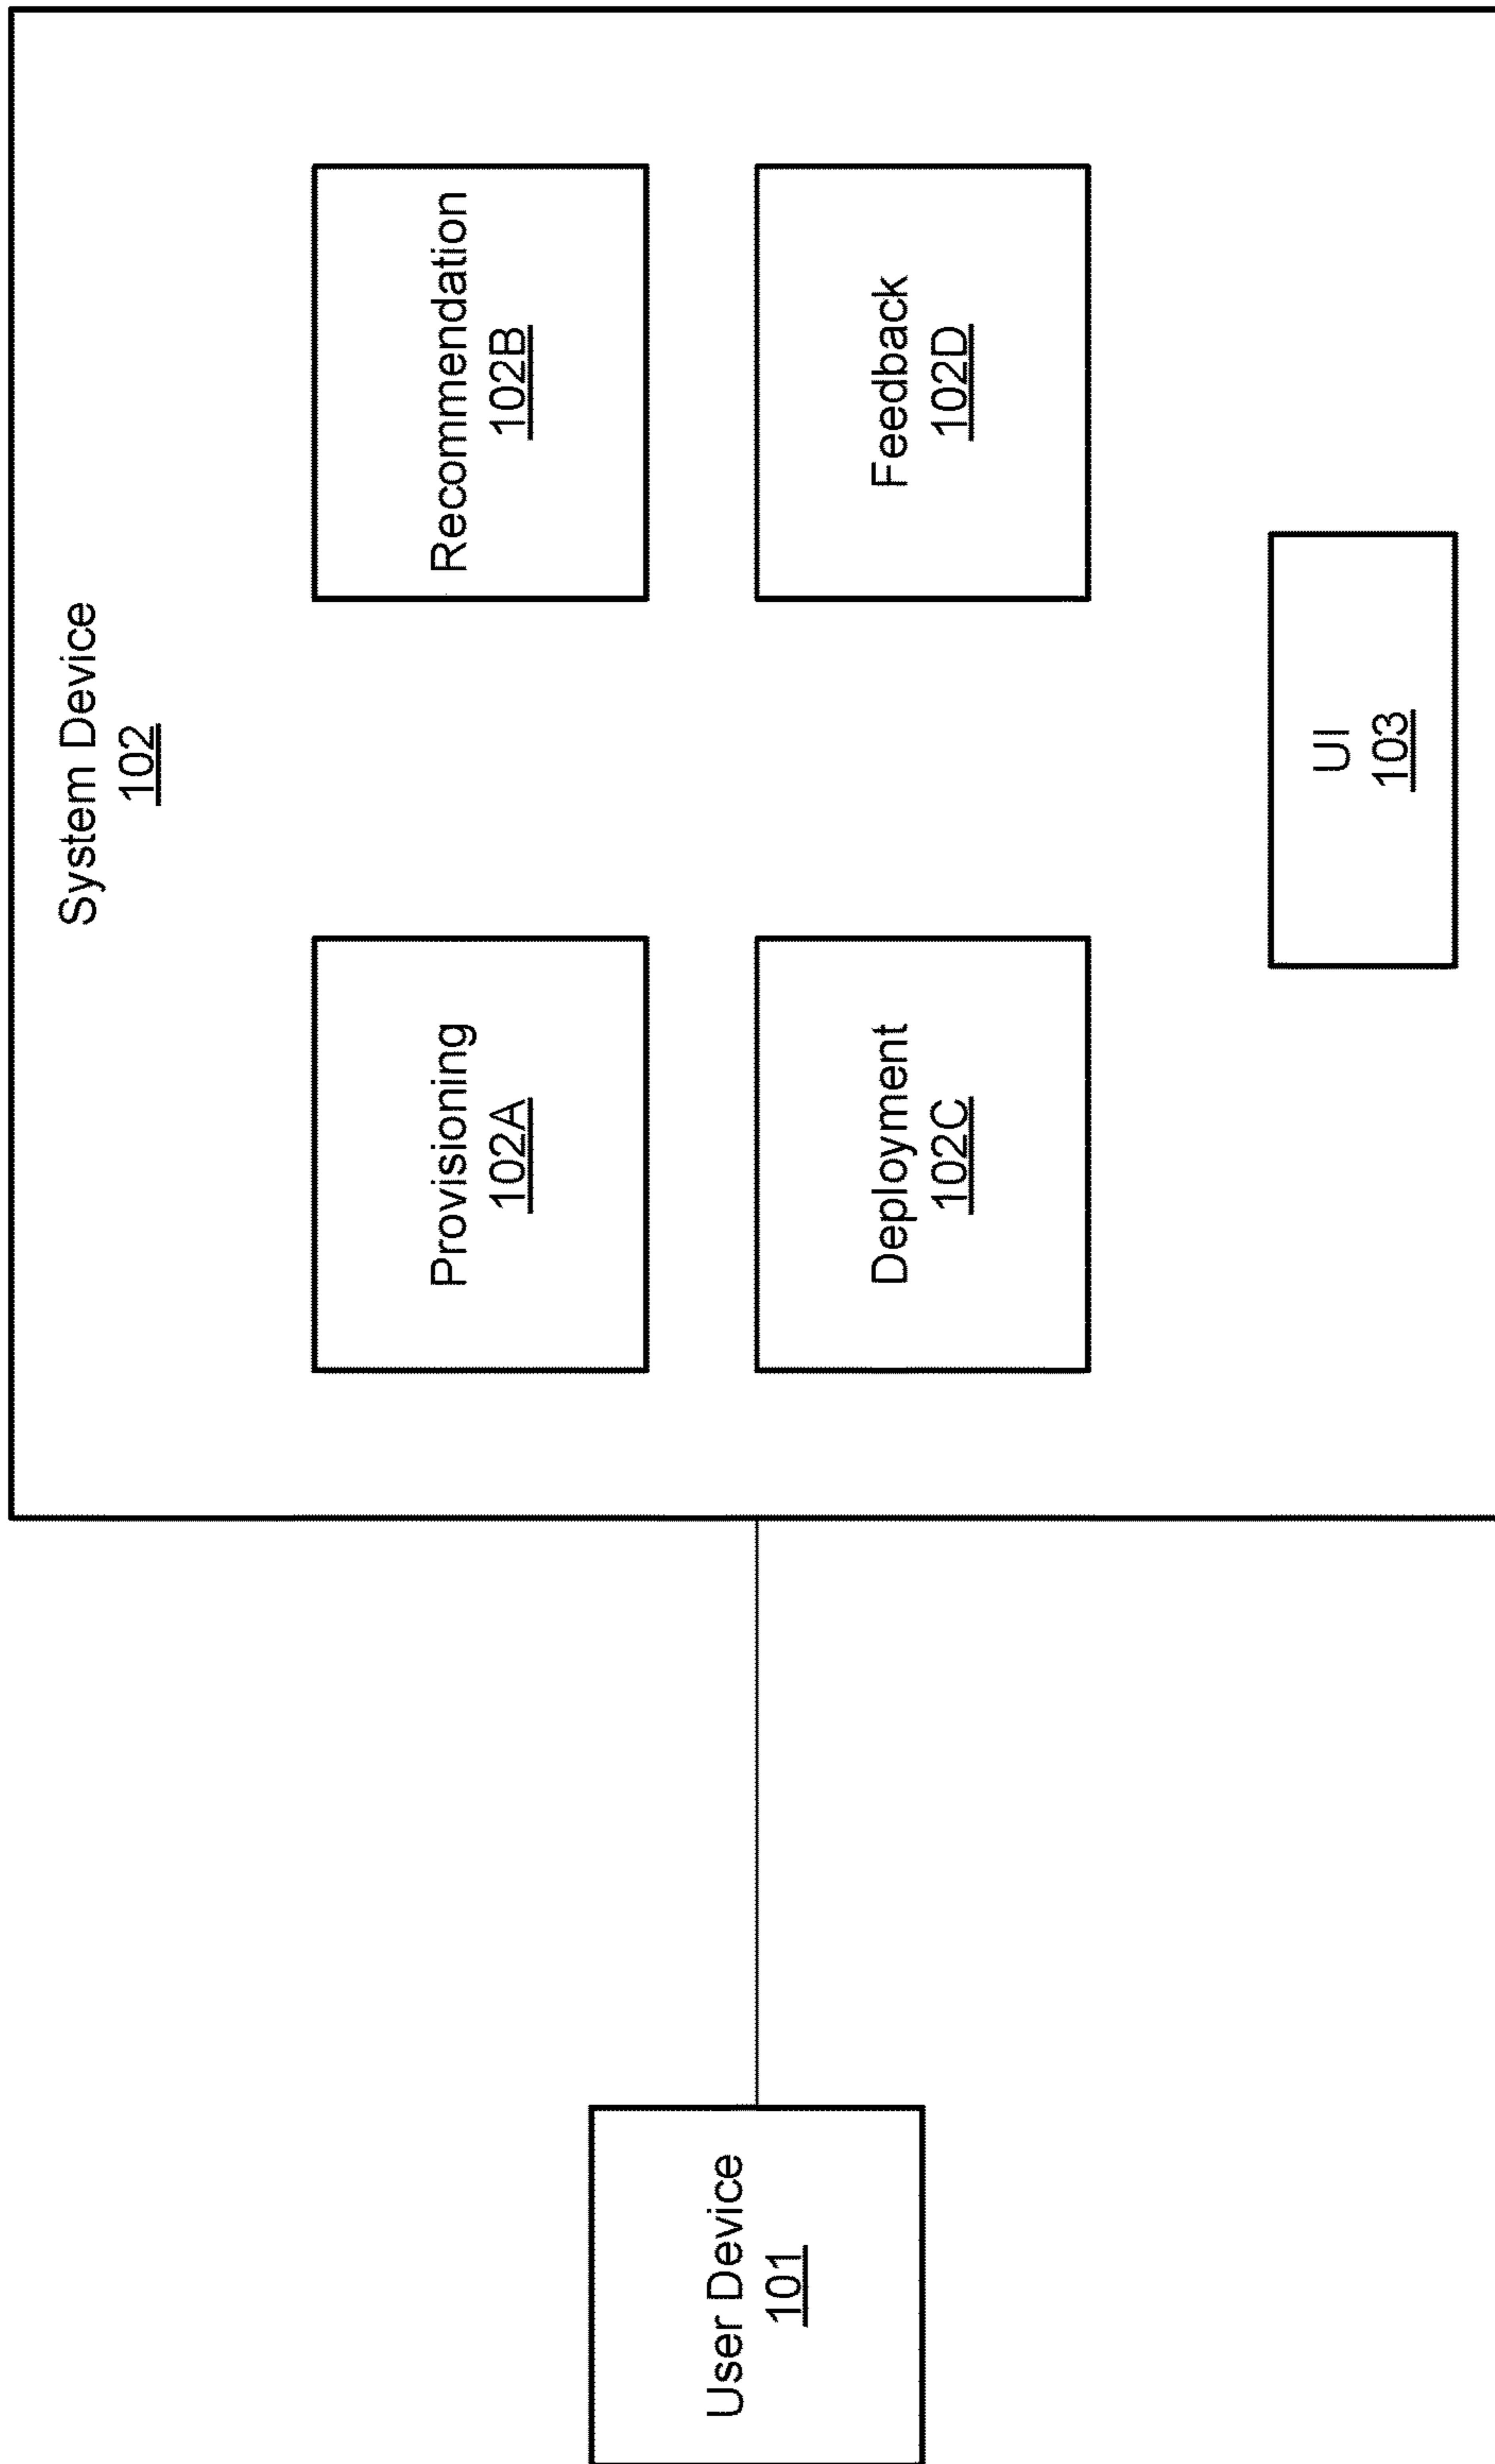 System Device
102
Provisioning
102A
Recommendation
102B
User Device
101
Deployment
102C
Feedback
102D
UI
103